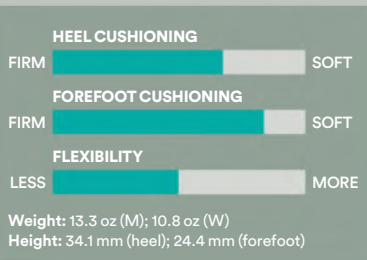 HEEL CUSHIONING
FIRM SOFT
FOREFOOT CUSHIONING
FIRM SOFT
FLEXIBILITY
LESS MORE
Weight: 13.3 oz (M); 10.8 oz (W)
Height: 34.1 mm (heel); 24.4 mm (forefoot)